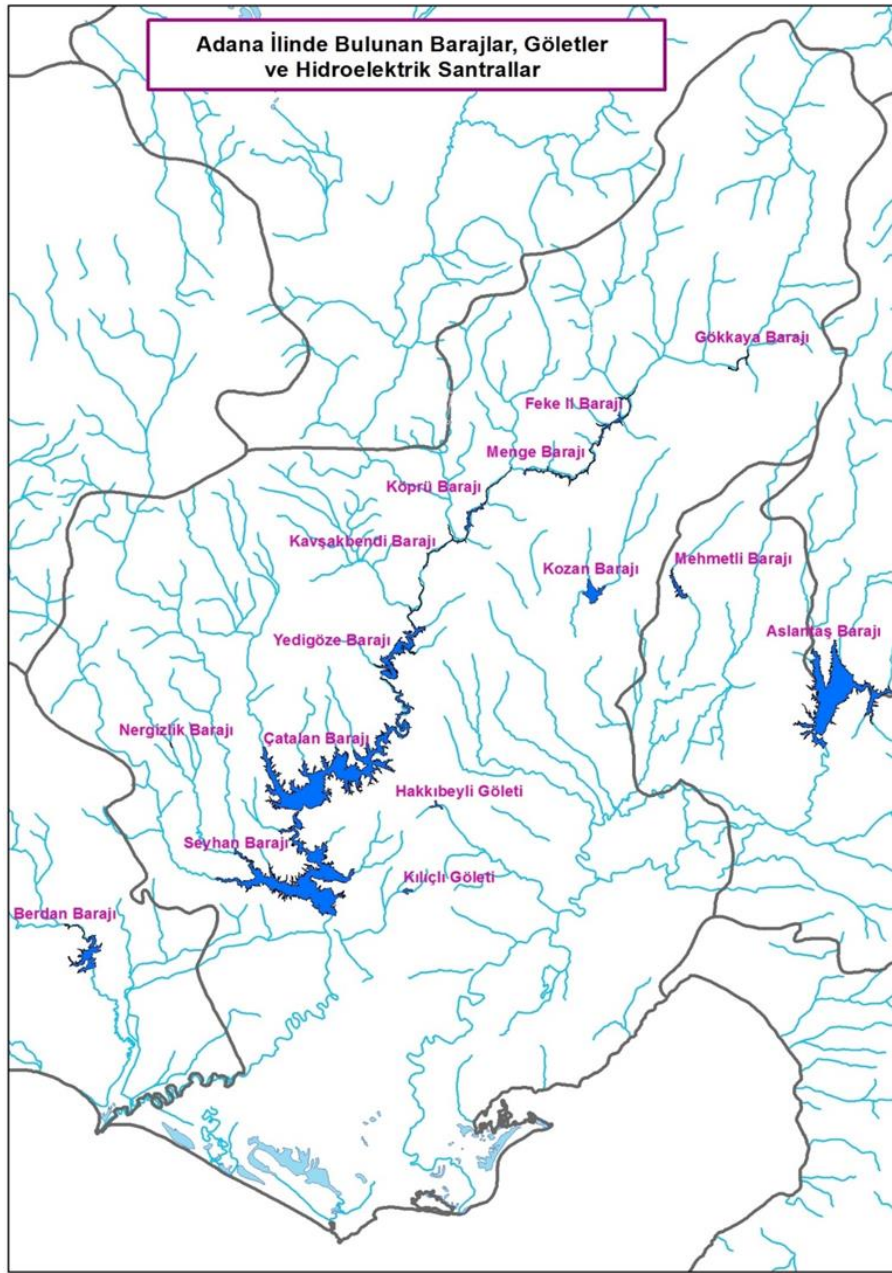 Adana İlinde Bulunan Barajlar, Göletler
ve Hidroelektrik Santrallar
Gökkaya Barajı
Feke II Barajı
Menge Barajı
Köprü Barajı
Kavşakbendi Barajı
Kozan Barajı
Mehmetli Barajı
Aslantaş Barajı
Yedigöze Barajı
Nergizlik Barajı
Çatalan Barajı
Hakkıbeyli Göleti
Seyhan Barajı
Kılıçlı Göleti
Berdan Barajı